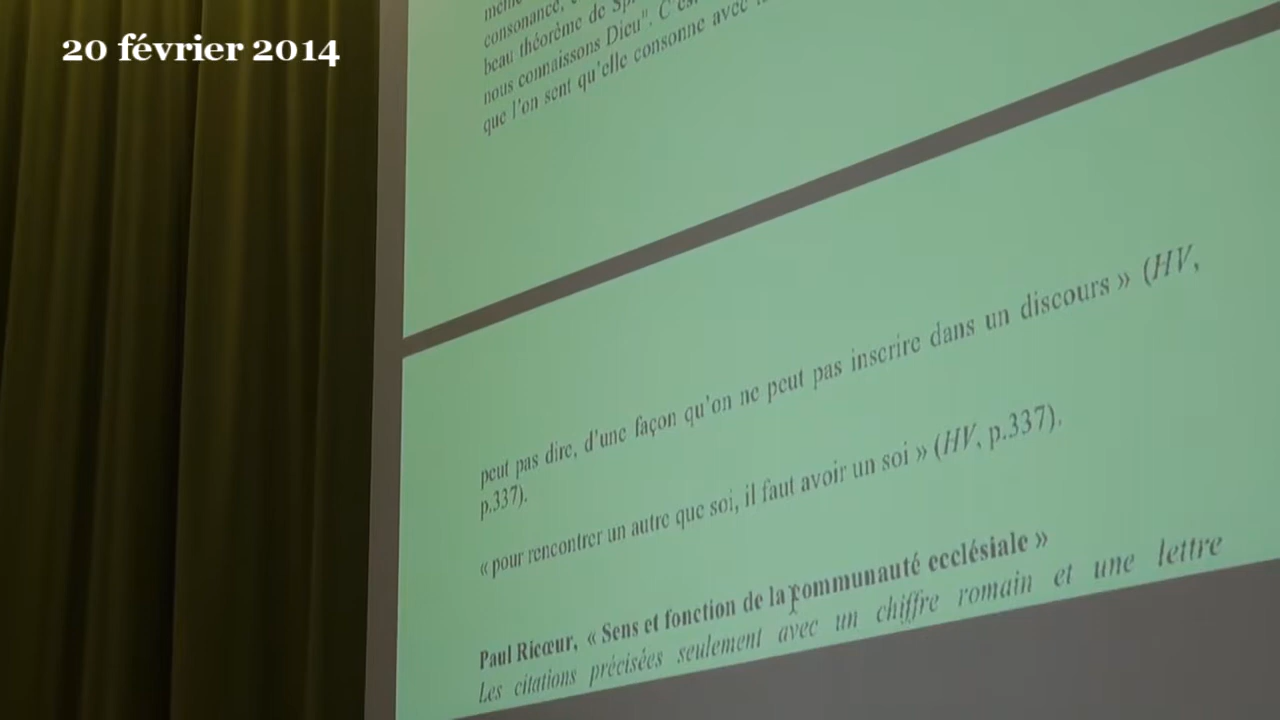 20 février 2014
consonance,
beau théorème de
nous connaissons Dieu". C'est
que l'on sent qu'elle consonne avec
peut pas dire, d'une façon qu'on ne peut pas inscrire dans un discours » (HV,
p.337).
« pour rencontrer un autre que soi, il faut avoir un soi » (HV, p.337).
Paul Ricœur, « Sens et fonction de la communauté ecclésiale »
Les citations précisées seulement avec un chiffre romain et une lettre